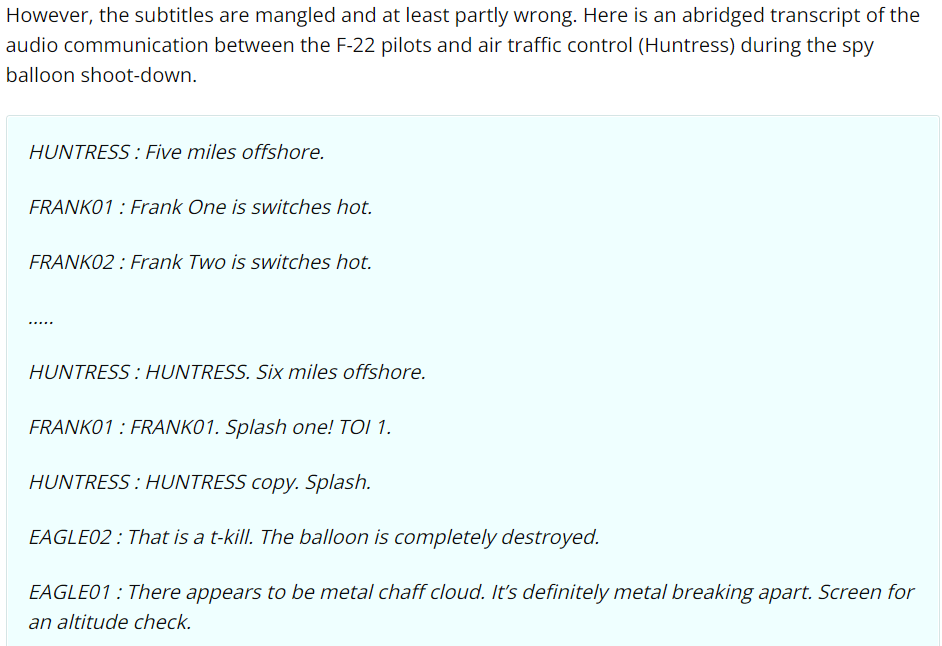 However, the subtitles are mangled and at least partly wrong. Here is an abridged transcript of the
audio communication between the F-22 pilots and air traffic control (Huntress) during the spy
balloon shoot-down.
HUNTRESS : Five miles offshore.
FRANK01 : Frank One is switches hot.
FRANK02 : Frank Two is switches hot.
.....
HUNTRESS : HUNTRESS. Six miles offshore.
FRANK01 : FRANK01. Splash one! TOI 1.
HUNTRESS : HUNTRESS copy. Splash.
EAGLE02 : That is a t-kill. The balloon is completely destroyed.
EAGLE01 : There appears to be metal chaff cloud. It’s definitely metal breaking apart. Screen for
an altitude check.